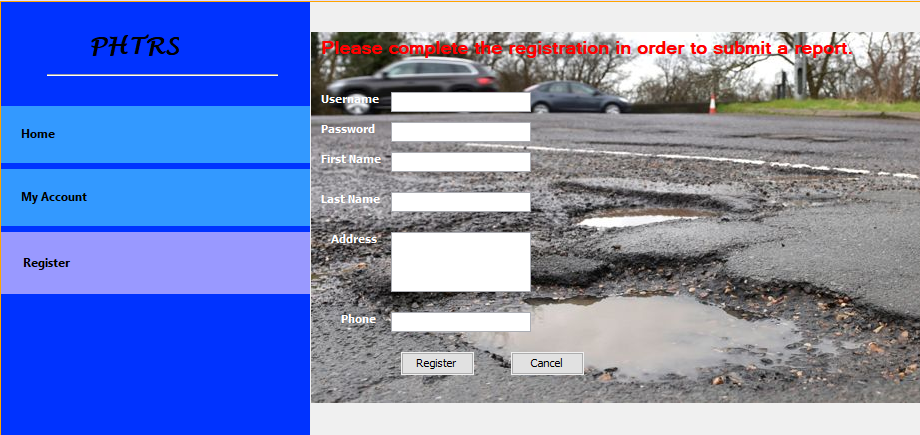 PHTRS
Home
My Account
Register
Please complete the registration in order to submit a report.
Username
Password
First Name
Last Name
Address
Phone
Register
Cancel